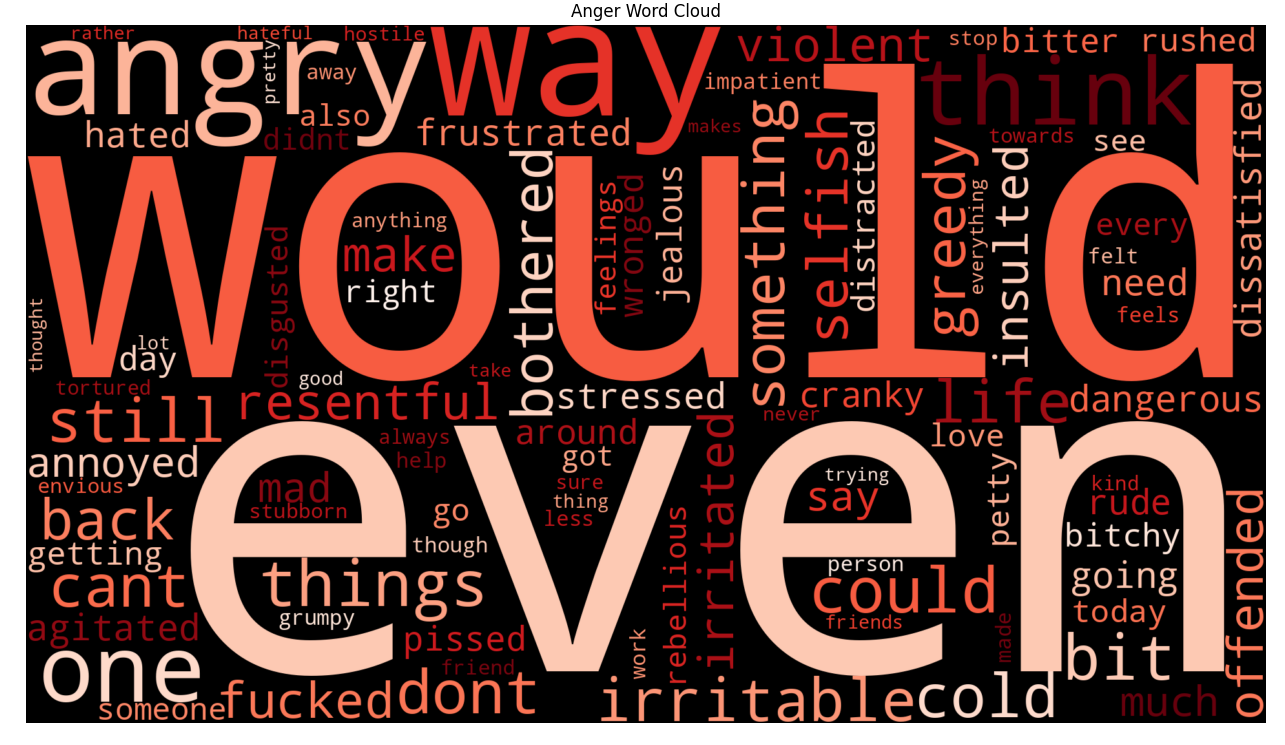 Anger Word Cloud
rather
hateful
hostile
angry
way
violent
stop
bitter
rushed
pretty
away
impatient
think
also
hated
didnt
frustrated
makes
something
selfish
distracted
towards
see
dissatisfied
would
anything
make
right
bothered
feelings
wronged
jealous
greedy
everything
insulted
every
felt
need
feels
disgusted
thought
lot
day
good
take
tortured
still
resentful
stressed
cranky
never
life
dangerous
always
help
around
got
love
annoyed
envious
even
mad
stubborn
sure
thing
less
irritated
trying
say
petty
kind
rude
back
go
though
bitchy
getting
cant
things
grumpy
rebellious
person
could
friends
going
today
offended
agitated
pissed
friend
work
made
one
bit
someone
fucked
dont
irritable
cold
much